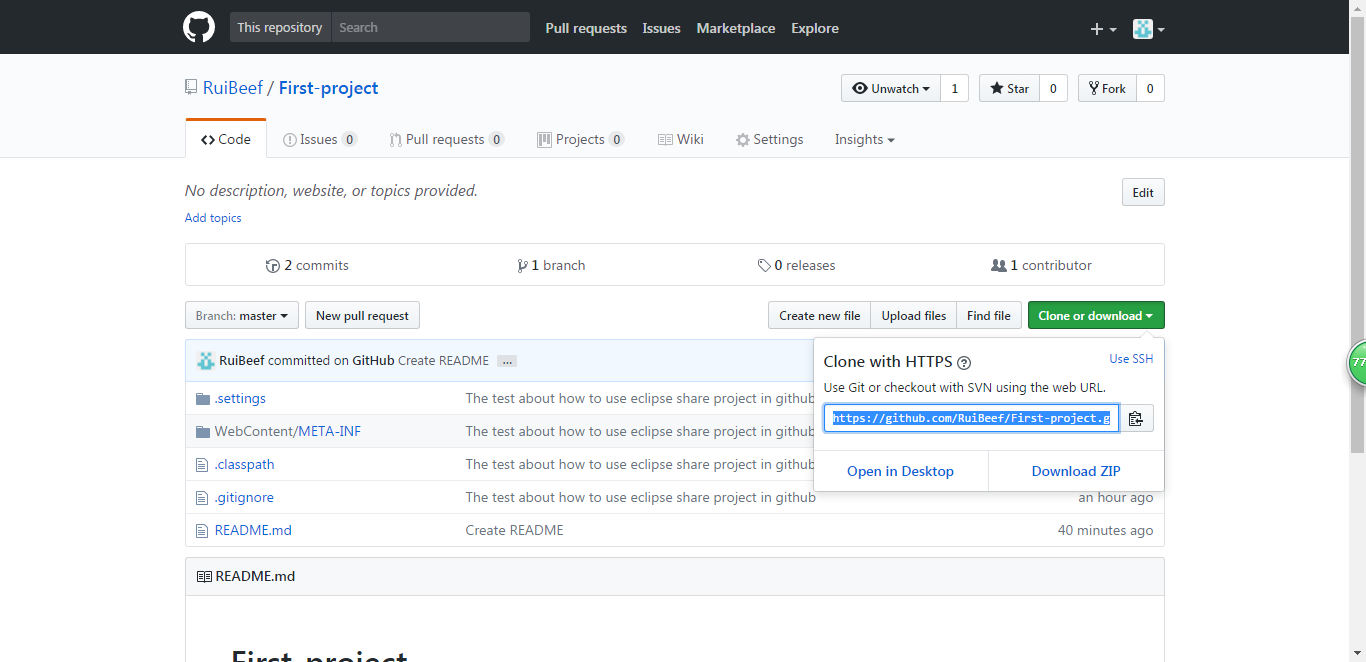 This repository Search Pull requests Issues Marketplace Explore
RuiBeef / First-project Unwatch 1 Star 0 Fork 0
Code Issues 0 Pull requests 0 Projects 0 Wiki Settings Insights
No description, website, or topics provided. Edit
Add topics
2 commits 1 branch 0 releases 1 contributor
Branch: master New pull request Create new file Upload files Find file Clone or download
RuiBeef committed on GitHub Create README ...
Clone with HTTPS Use SSH
Use Git or checkout with SVN using the web URL.
https://github.com/RuiBeef/First-project.g
Open in Desktop Download ZIP
.settings The test about how to use eclipse share project in github
WebContent/META-INF The test about how to use eclipse share project in github
.classpath The test about how to use eclipse share project in github
.gitignore The test about how to use eclipse share project in github an hour ago
README.md Create README 40 minutes ago
README.md
First-project
77